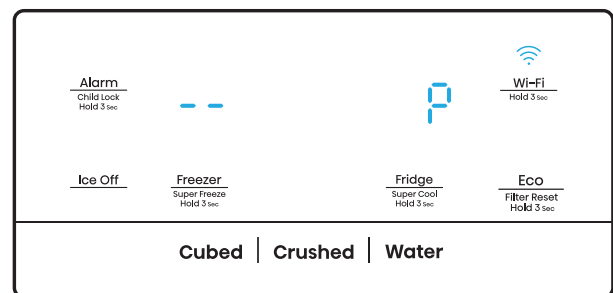 Alarm
Child Lock
Hold 3 Sec
--
P
Wi-Fi
Hold 3 Sec
Ice Off
Freezer
Super Freeze
Hold 3 Sec
Fridge
Super Cool
Hold 3 Sec
Eco
Filter Reset
Hold 3 Sec
Cubed | Crushed | Water